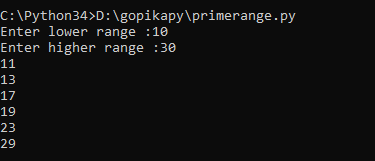 C:\Python34>D:\gopikapy\primerange.py
Enter lower range :10
Enter higher range :30
11
13
17
19
23
29